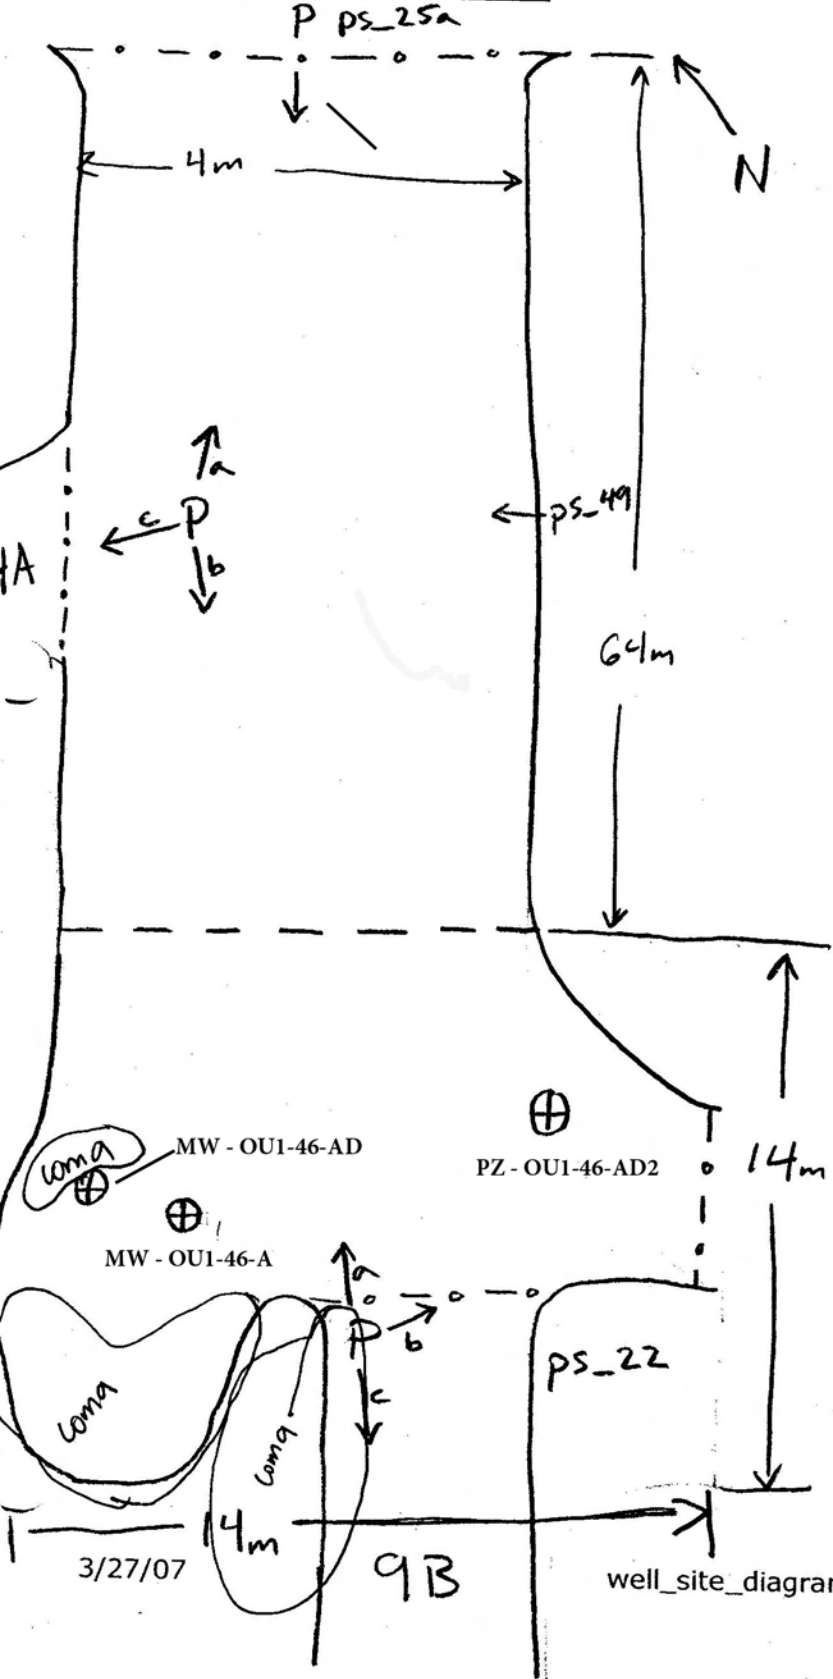 P ps_25a
4m
N
a
c P
b
ps_49
64m
coma
MW - OU1-46-AD
PZ - OU1-46-AD2
14m
MW - OU1-46-A
a
P b
c
ps_22
coma
coma
14m
3/27/07
9B
well_site_diagra